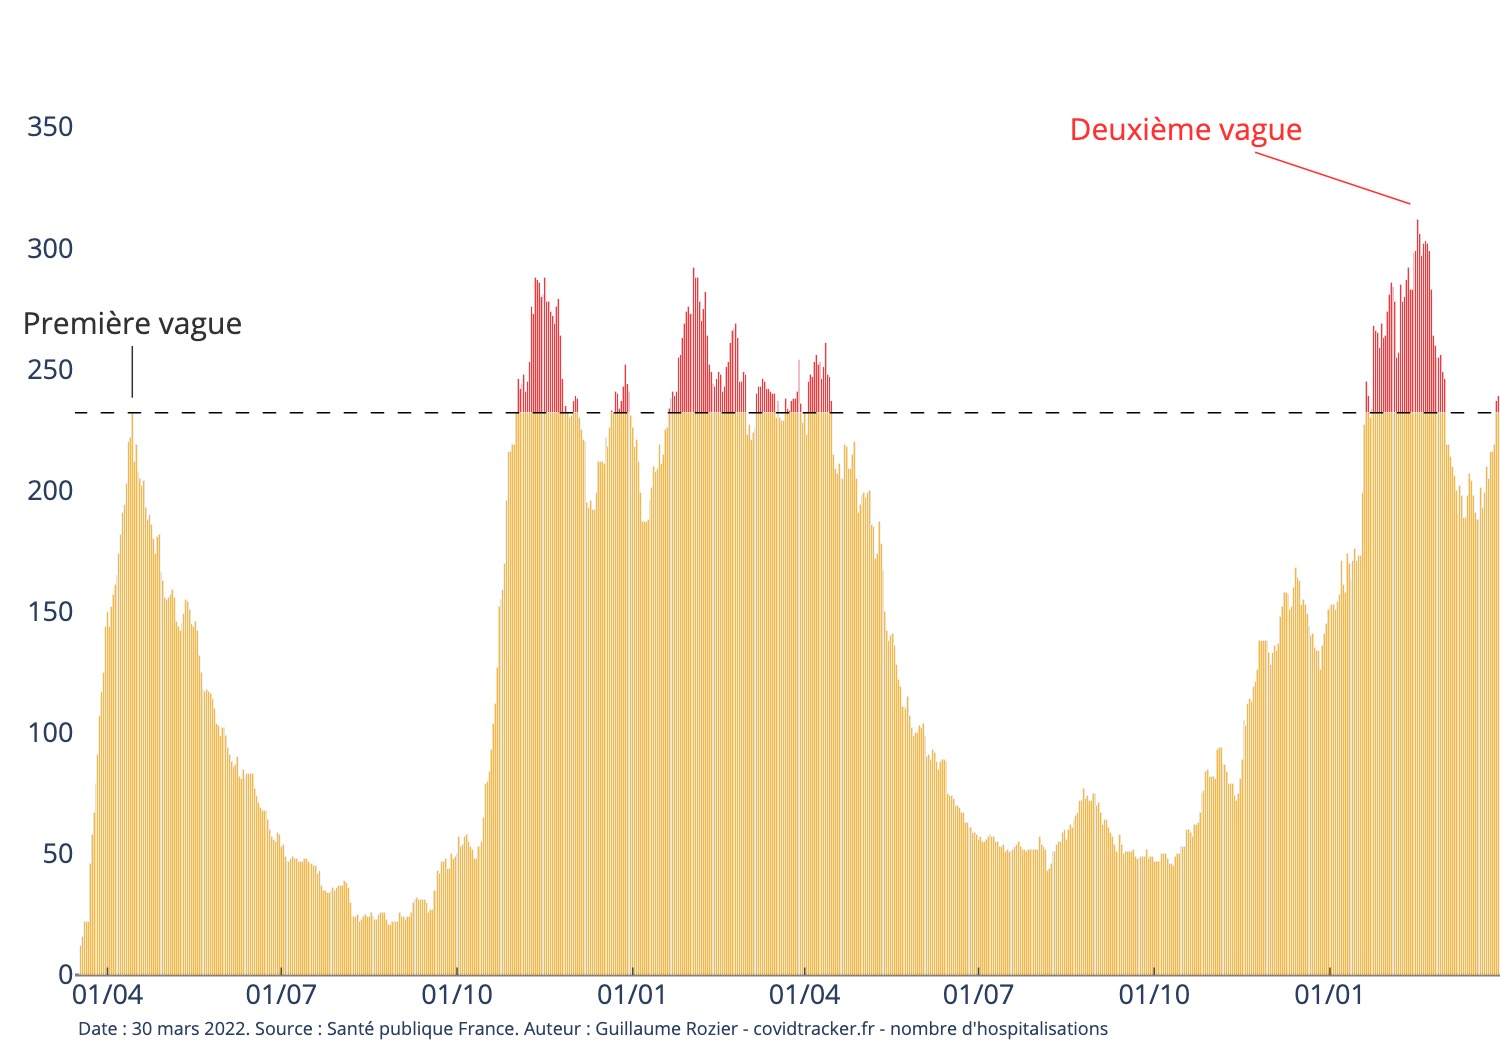 350
Deuxième vague
300
Première vague
250
200
150
100
50
0
01/04 01/07 01/10 01/01 01/04 01/07 01/10 01/01
Date : 30 mars 2022. Source : Santé publique France. Auteur : Guillaume Rozier - covidtracker.fr - nombre d'hospitalisations